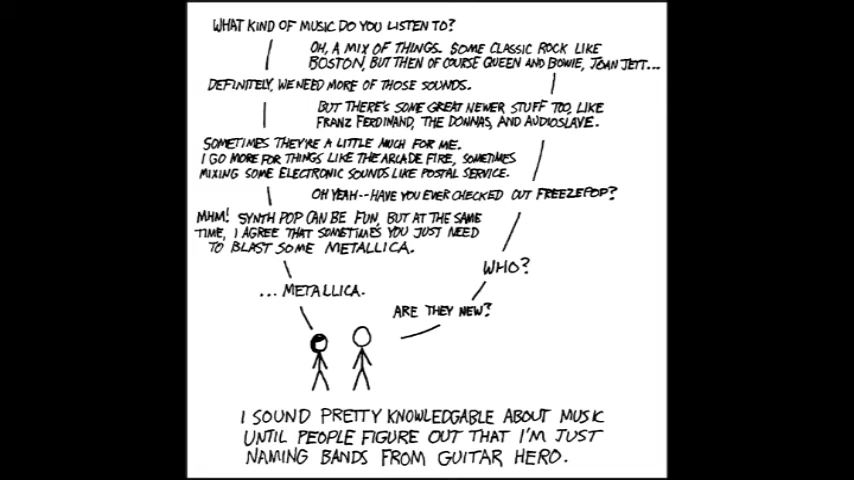 WHAT KIND OF MUSIC DO YOU LISTEN TO?
OH, A MIX OF THINGS. SOME CLASSIC ROCK LIKE
BOSTON, BUT THEN OF COURSE QUEEN AND BOWIE, JOAN JETT...
DEFINITELY, WE NEED MORE OF THOSE SOUNDS.
BUT THERE'S SOME GREAT NEWER STUFF TOO, LIKE
FRANZ FERDINAND, THE DONNAS, AND AUDIOSLAVE.
SOMETIMES THEY'RE A LITTLE MUCH FOR ME.
I GO MORE FOR THINGS LIKE THE ARCADE FIRE, SOMETIMES
MIXING SOME ELECTRONIC SOUNDS LIKE POSTAL SERVICE.
OH YEAH--HAVE YOU EVER CHECKED OUT FREEZEPOP?
MHM! SYNTH POP CAN BE FUN, BUT AT THE SAME
TIME, I AGREE THAT SOMETIMES YOU JUST NEED
TO BLAST SOME METALLICA.
WHO?
...METALLICA.
ARE THEY NEW?
I SOUND PRETTY KNOWLEDGABLE ABOUT MUSIC
UNTIL PEOPLE FIGURE OUT THAT I'M JUST
NAMING BANDS FROM GUITAR HERO.